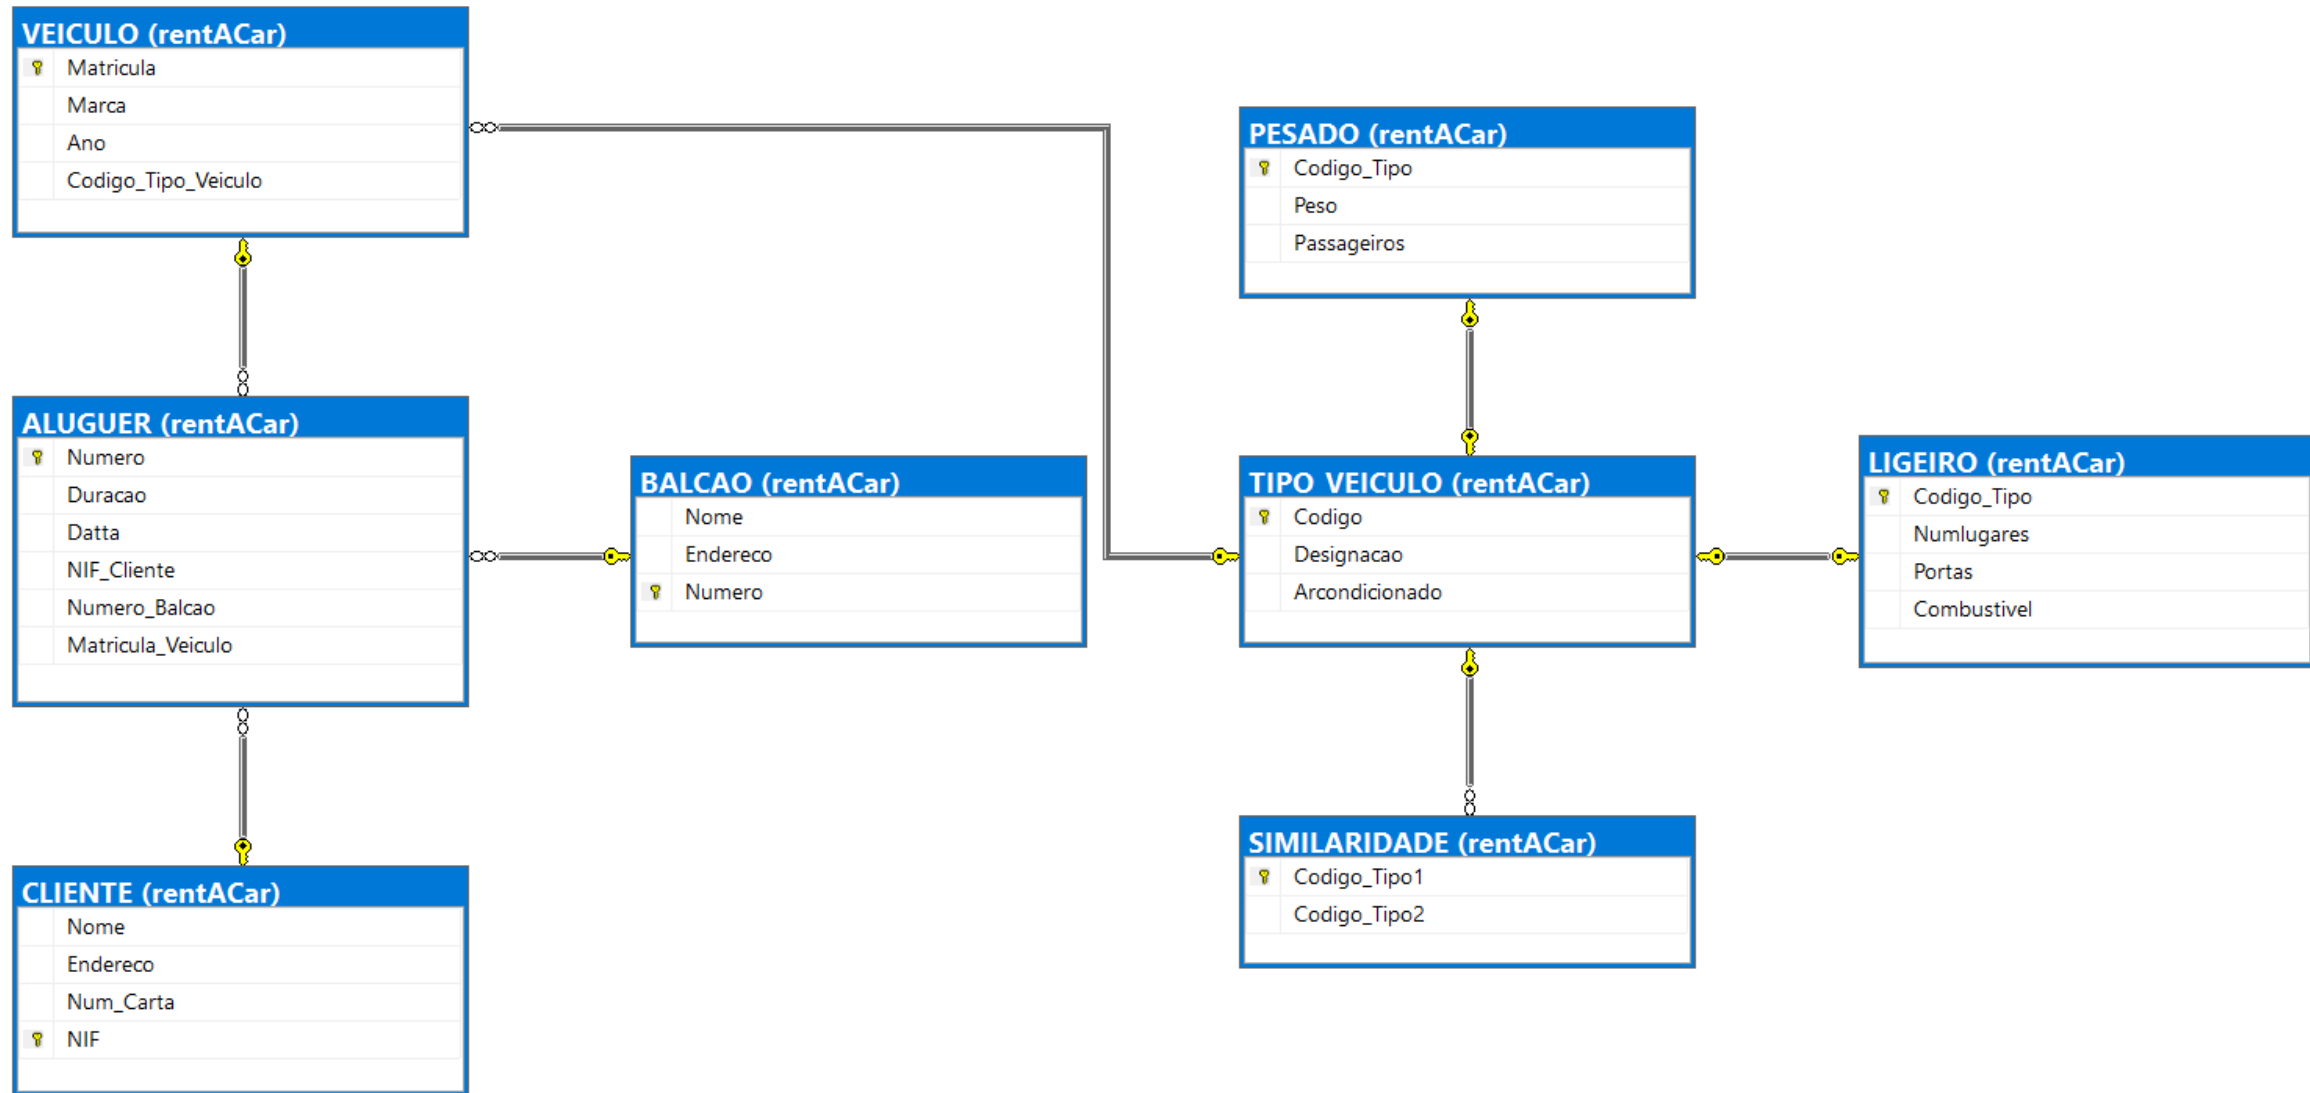 VEICULO (rentACar)
Matricula
Marca
Ano
Codigo_Tipo_Veiculo
PESADO (rentACar)
Codigo_Tipo
Peso
Passageiros
ALUGUER (rentACar)
Numero
Duracao
Datta
NIF_Cliente
Numero_Balcao
Matricula_Veiculo
BALCAO (rentACar)
Nome
Endereco
Numero
TIPO_VEICULO (rentACar)
Codigo
Designacao
Arcondicionado
LIGEIRO (rentACar)
Codigo_Tipo
Numlugares
Portas
Combustivel
CLIENTE (rentACar)
Nome
Endereco
Num_Carta
NIF
SIMILARIDADE (rentACar)
Codigo_Tipo1
Codigo_Tipo2